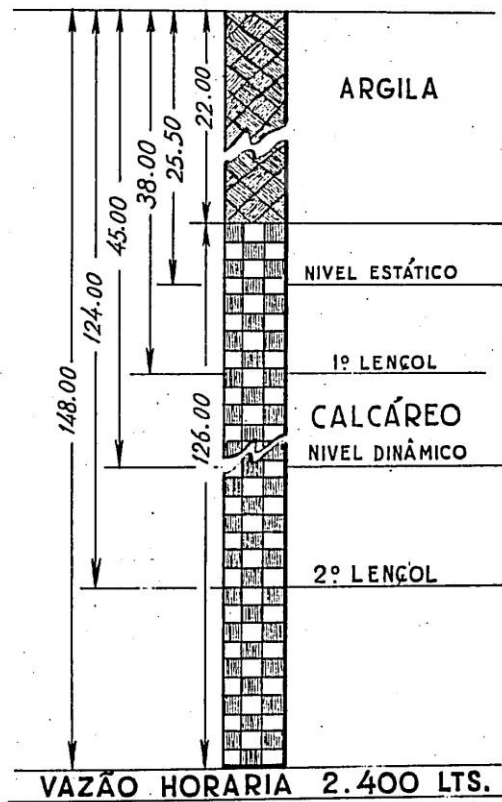 148.00
124.00
45.00
38.00
25.50
22.00
126.00
ARGILA
NIVEL ESTÁTICO
1º LENÇOL
CALCÁREO
NIVEL DINÂMICO
2º LENÇOL
VAZÃO HORARIA 2.400 LTS.